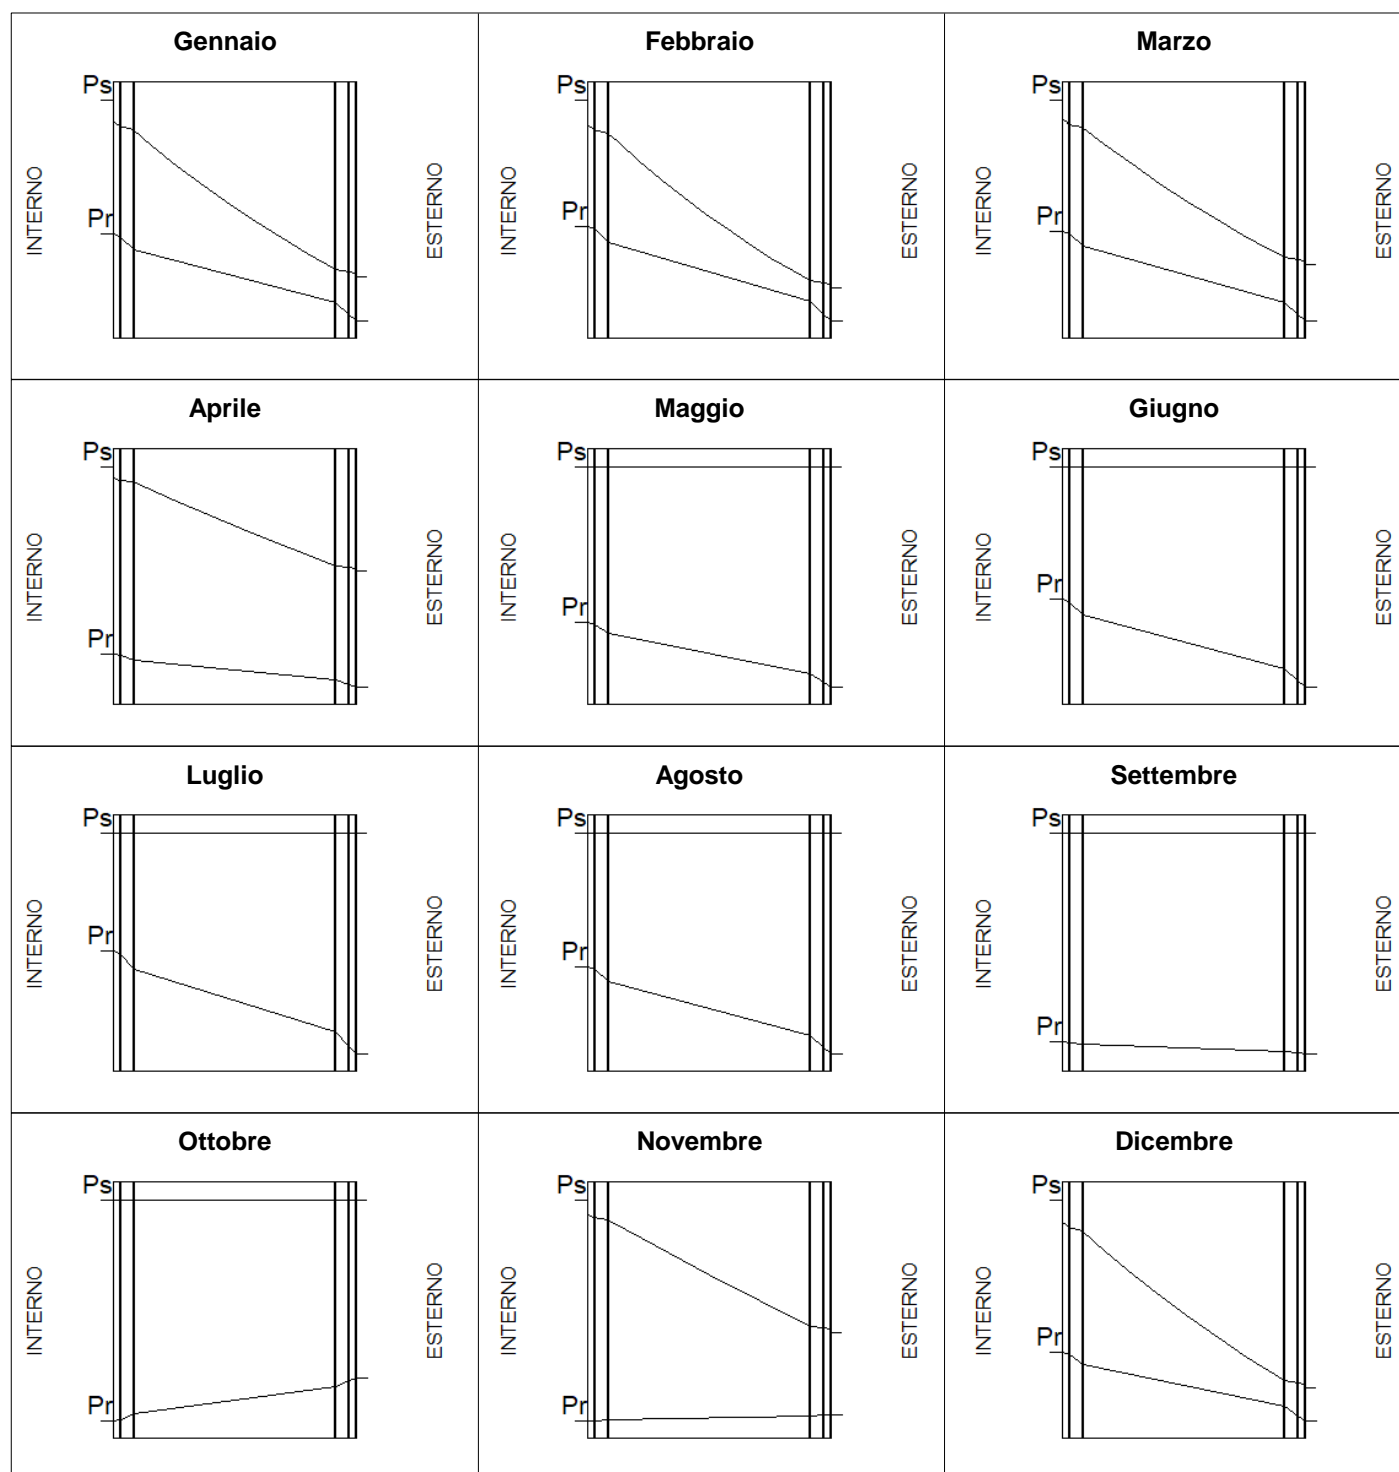 Gennaio
Ps
Pr
INTERNO
ESTERNO
Febbraio
Ps
Pr
INTERNO
ESTERNO
Marzo
Ps
Pr
INTERNO
ESTERNO
Aprile
Ps
Pr
INTERNO
ESTERNO
Maggio
Ps
Pr
INTERNO
ESTERNO
Giugno
Ps
Pr
INTERNO
ESTERNO
Luglio
Ps
Pr
INTERNO
ESTERNO
Agosto
Ps
Pr
INTERNO
ESTERNO
Settembre
Ps
Pr
INTERNO
ESTERNO
Ottobre
Ps
Pr
INTERNO
ESTERNO
Novembre
Ps
Pr
INTERNO
ESTERNO
Dicembre
Ps
Pr
INTERNO
ESTERNO